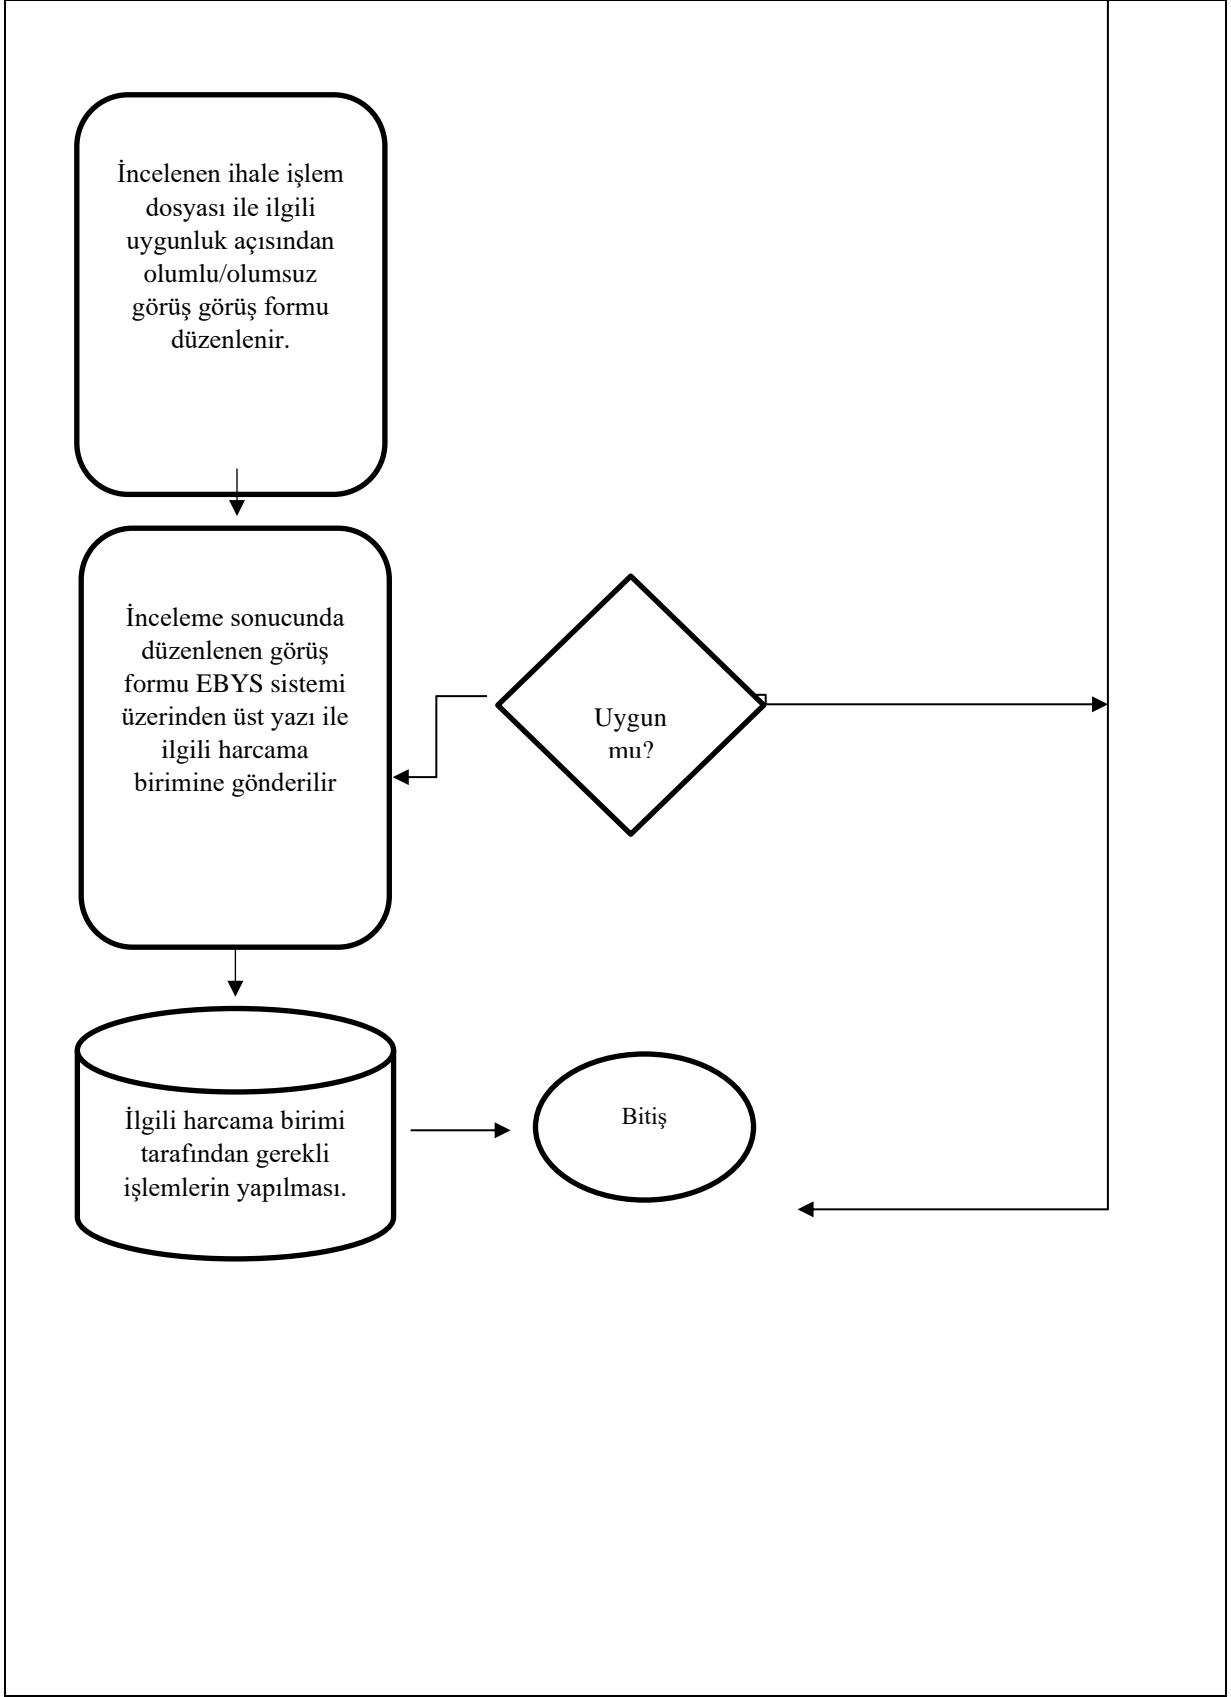 İncelenen ihale işlem
dosyası ile ilgili
uygunluk açısından
olumlu/olumsuz
görüş görüş formu
düzenlenir.
İnceleme sonucunda
düzenlenen görüş
formu EBYS sistemi
üzerinden üst yazı ile
ilgili harcama
birimine gönderilir
Uygun
mu?
İlgili harcama birimi
tarafından gerekli
işlemlerin yapılması.
Bitiş